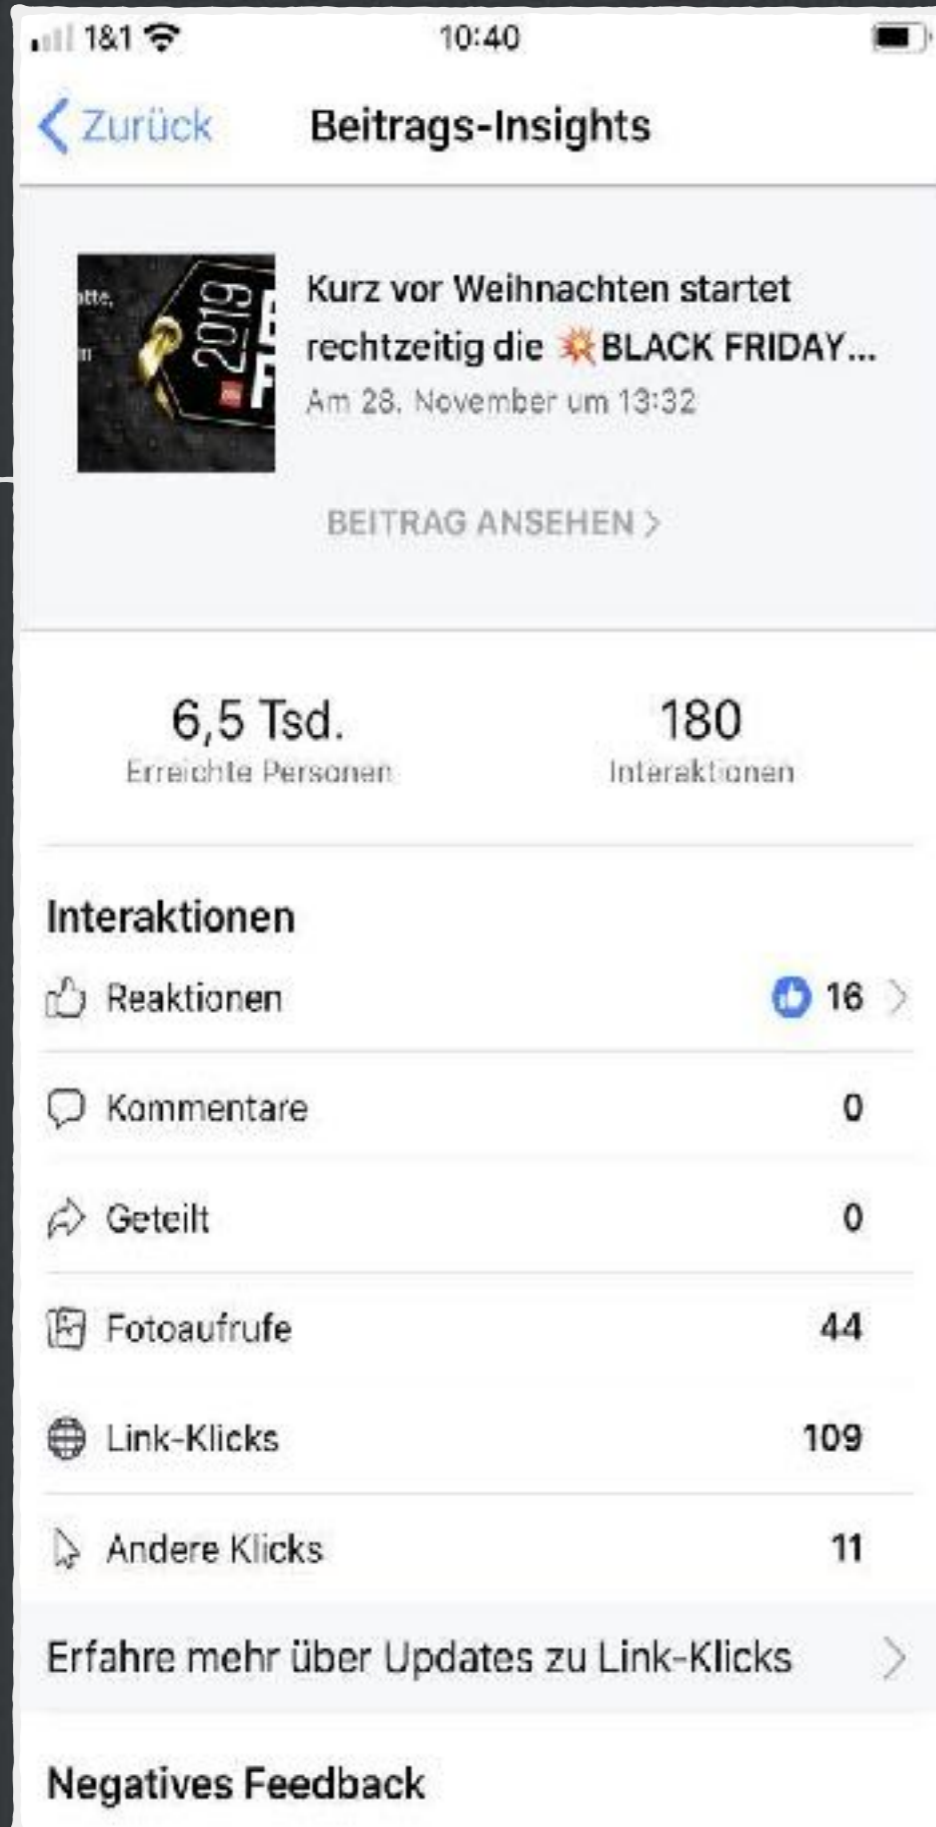 1&1 10:40
Zurück Beitrags-Insights
2019
Kurz vor Weihnachten startet
rechtzeitig die 💥BLACK FRIDAY...
Am 28. November um 13:32
BEITRAG ANSEHEN >
6,5 Tsd. 180
Erreichte Personen Interaktionen
Interaktionen
Reaktionen 16
Kommentare 0
Geteilt 0
Fotoaufrufe 44
Link-Klicks 109
Andere Klicks 11
Erfahre mehr über Updates zu Link-Klicks
Negatives Feedback